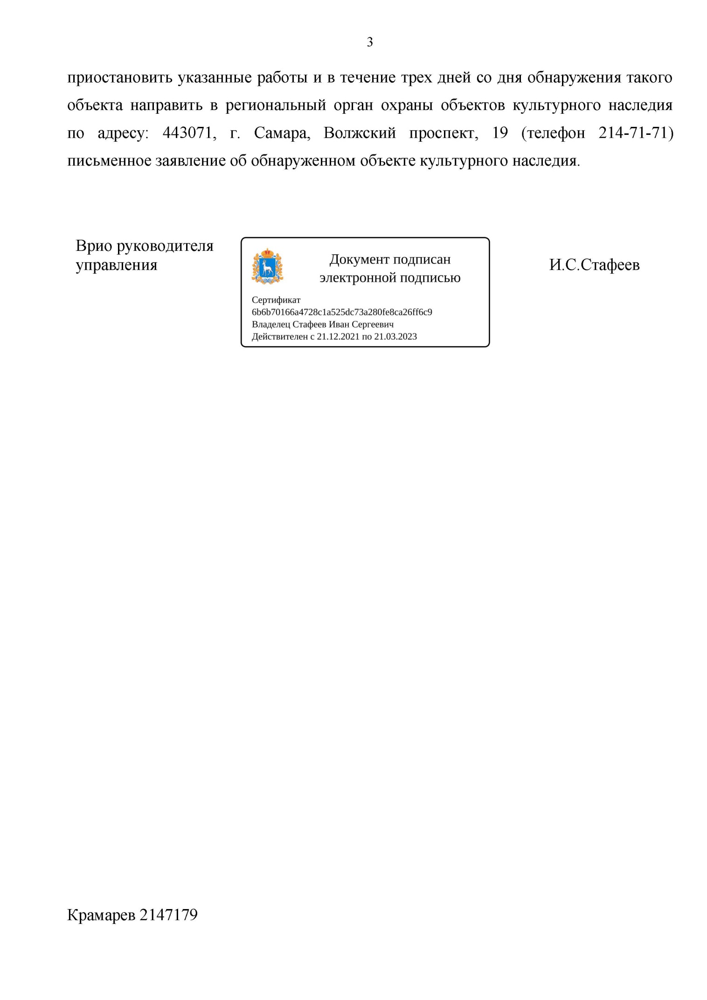 3
приостановить указанные работы и в течение трех дней со дня обнаружения такого
объекта направить в региональный орган охраны объектов культурного наследия
по адресу: 443071, г. Самара, Волжский проспект, 19 (телефон 214-71-71)
письменное заявление об обнаруженном объекте культурного наследия.
Врио руководителя
управления
Документ подписан
электронной подписью
Сертификат
6b6b70166a4728c1a525dc73a280fe8ca26ff6c9
Владелец Стафеев Иван Сергеевич
Действителен с 21.12.2021 по 21.03.2023
И.С.Стафеев
Крамарев 2147179